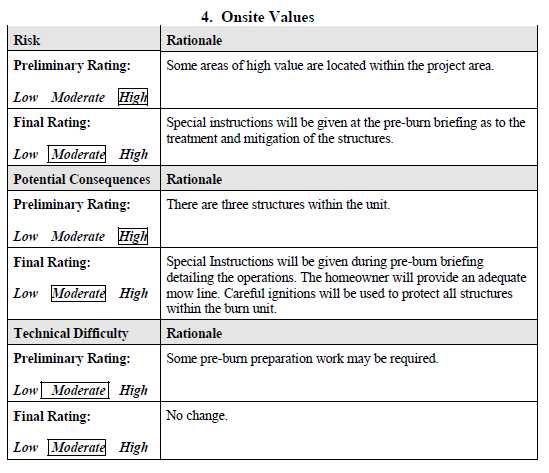 4. Onsite Values
Risk
Rationale
Preliminary Rating:
Some areas of high value are located within the project area.
Low Moderate High
Final Rating:
Special instructions will be given at the pre-burn briefing as to the
treatment and mitigation of the structures.
Low Moderate High
Potential Consequences
Rationale
Preliminary Rating:
There are three structures within the unit.
Low Moderate High
Final Rating:
Special Instructions will be given during pre-burn briefing
detailing the operations. The homeowner will provide an adequate
mow line. Careful ignitions will be used to protect all structures
within the burn unit.
Low Moderate High
Technical Difficulty
Rationale
Preliminary Rating:
Some pre-burn preparation work may be required.
Low Moderate High
Final Rating:
No change.
Low Moderate High